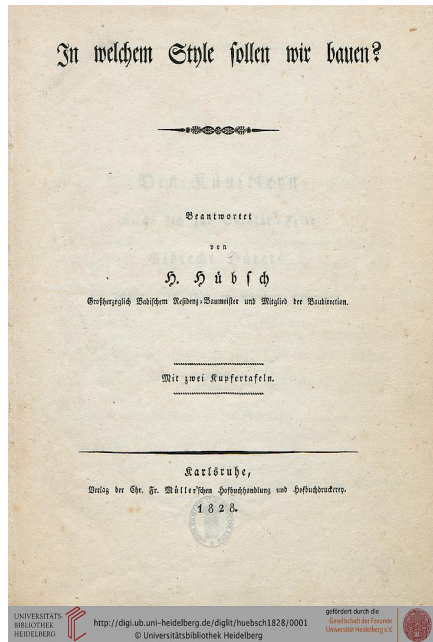 In welchem Style sollen wir bauen?
Beantwortet
von
H. Hübsch
Großherzoglich Badischem Residenz-Baumeister und Mitglied der Baudirection.
Mit zwei Kupfertafeln.
Karlsruhe,
Verlag der Chr. Fr. Müller'schen Hofbuchhandlung und Hofbuchdruckerey.
1828.
UNIVERSITÄTS-
BIBLIOTHEK
HEIDELBERG
http://digi.ub.uni-heidelberg.de/diglit/huebsch1828/0001
© Universitätsbibliothek Heidelberg
gefördert durch die
Gesellschaft der Freunde
Universität Heidelberg e.V.